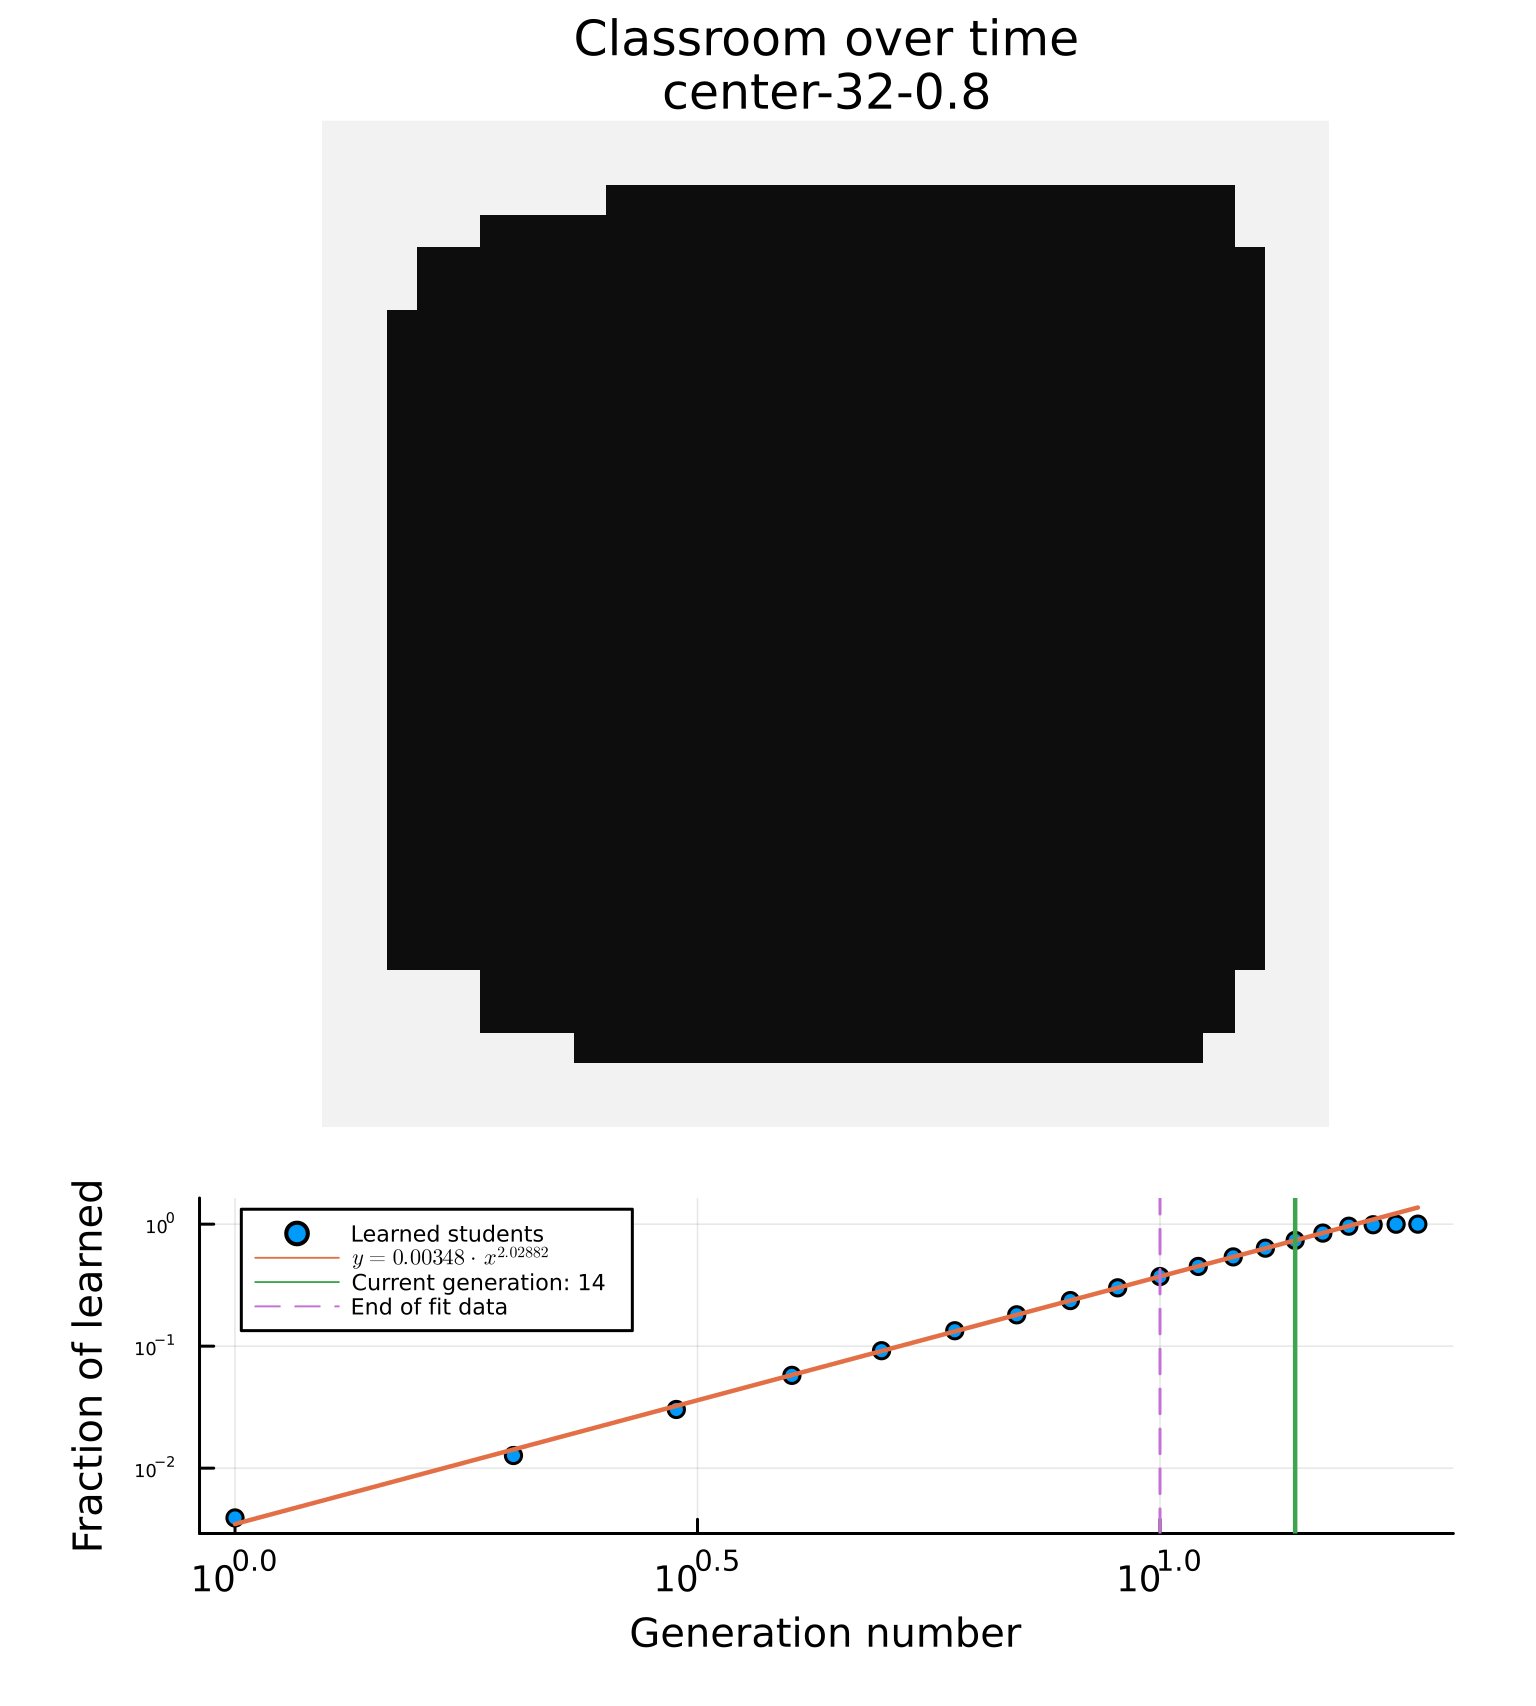 Classroom over time
center-32-0.8
Fraction of learned
10⁰
10⁻¹
10⁻²
Learned students
y = 0.00348 · x^2.02882
Current generation: 14
End of fit data
10^0.0
10^0.5
10^1.0
Generation number